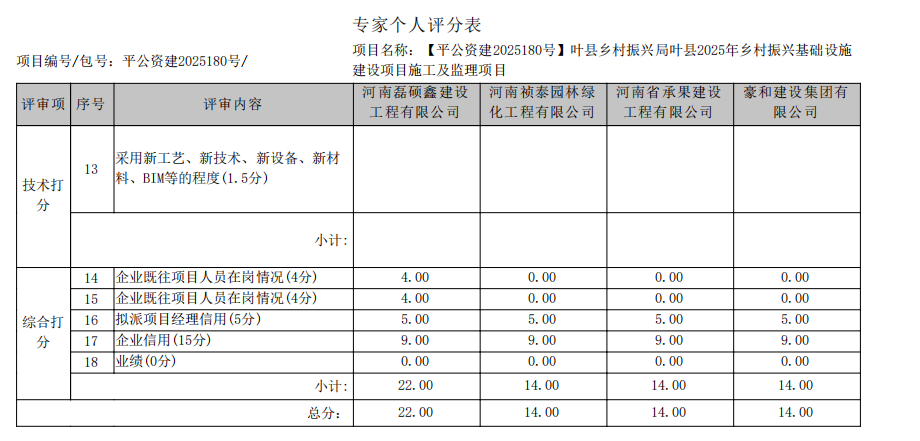 专家个人评分表
项目编号/包号: 平公资建2025180号/
项目名称: 【平公资建2025180号】叶县乡村振兴局叶县2025年乡村振兴基础设施
建设项目施工及监理项目
评审项 序号 评审内容 河南磊硕鑫建设 河南祯泰园林绿 河南省承果建设 豪和建设集团有
工程有限公司 化工程有限公司 工程有限公司 限公司
技术打
分
13 采用新工艺、新技术、新设备、新材
料、BIM等的程度(1.5分)
小计:
综合打
分
14 企业既往项目人员在岗情况(4分) 4.00 0.00 0.00 0.00
15 企业既往项目人员在岗情况(4分) 4.00 0.00 0.00 0.00
16 拟派项目经理信用(5分) 5.00 5.00 5.00 5.00
17 企业信用(15分) 9.00 9.00 9.00 9.00
18 业绩(0分) 0.00 0.00 0.00 0.00
小计: 22.00 14.00 14.00 14.00
总分: 22.00 14.00 14.00 14.00